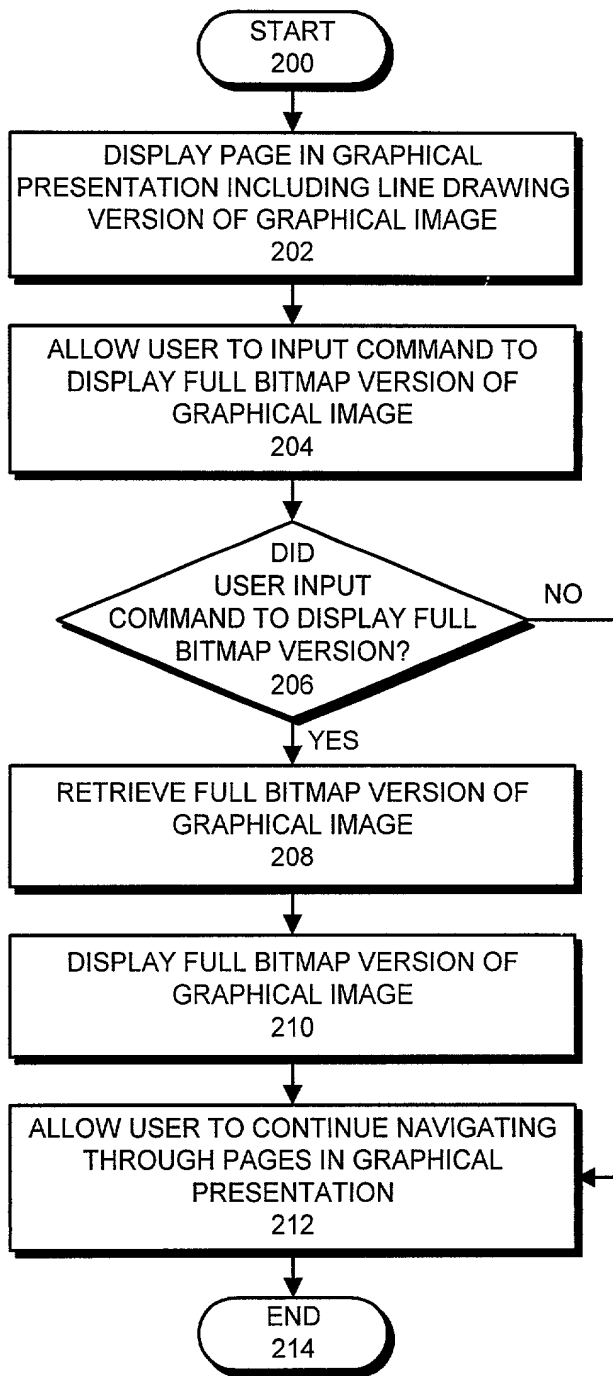 START
200
DISPLAY PAGE IN GRAPHICAL
PRESENTATION INCLUDING LINE DRAWING
VERSION OF GRAPHICAL IMAGE
202
ALLOW USER TO INPUT COMMAND TO
DISPLAY FULL BITMAP VERSION OF
GRAPHICAL IMAGE
204
DID
USER INPUT
COMMAND TO DISPLAY FULL
BITMAP VERSION?
206
NO
YES
RETRIEVE FULL BITMAP VERSION OF
GRAPHICAL IMAGE
208
DISPLAY FULL BITMAP VERSION OF
GRAPHICAL IMAGE
210
ALLOW USER TO CONTINUE NAVIGATING
THROUGH PAGES IN GRAPHICAL
PRESENTATION
212
END
214